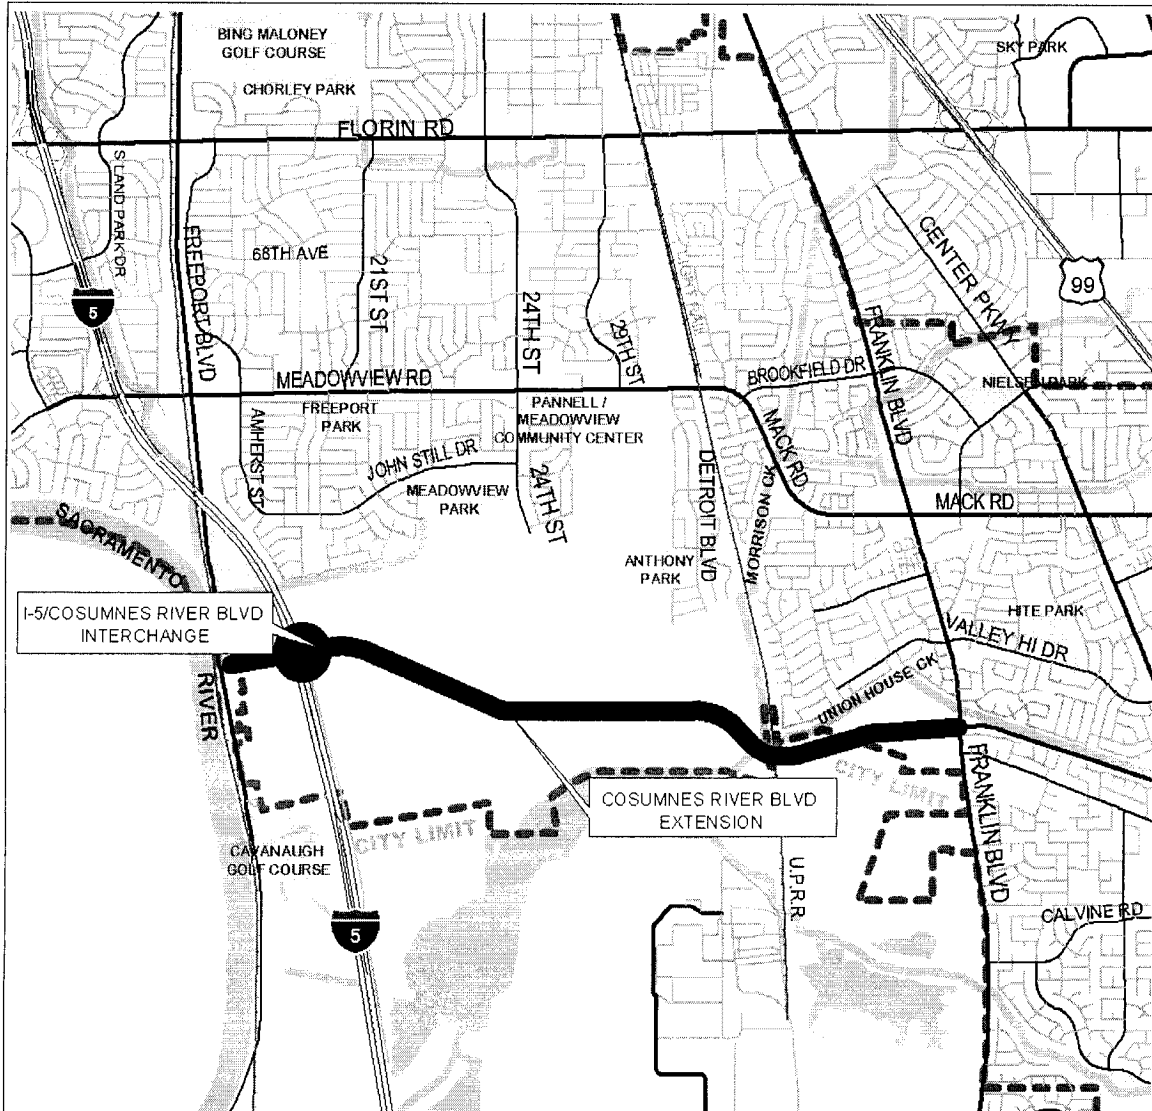 BING MALONEY
GOLF COURSE
SKY PARK
CHORLEY PARK
FLORIN RD
S LAND PARK DR
FREEPORT BLVD
68TH AVE
21ST ST
24TH ST
29TH ST
CENTER PKWY
99
5
FRANKLIN BLVD
MEADOWVIEW RD
BROOKFIELD DR
NIELSEN PARK
FREEPORT
PARK
PANNELL /
MEADOWVIEW
COMMUNITY CENTER
AMHERST ST
JOHN STILL DR
MEADOWVIEW
PARK
24TH ST
DETROIT BLVD
MORRISON CK
MACK RD
MACK RD
SACRAMENTO
RIVER
ANTHONY
PARK
HITE PARK
I-5/COSUMNES RIVER BLVD
INTERCHANGE
VALLEY HI DR
UNION HOUSE CK
COSUMNES RIVER BLVD
EXTENSION
CITY LIMIT
CITY LIMIT
FRANKLIN BLVD
CAVANAUGH
GOLF COURSE
U.P.R.R
CALVINE RD
5